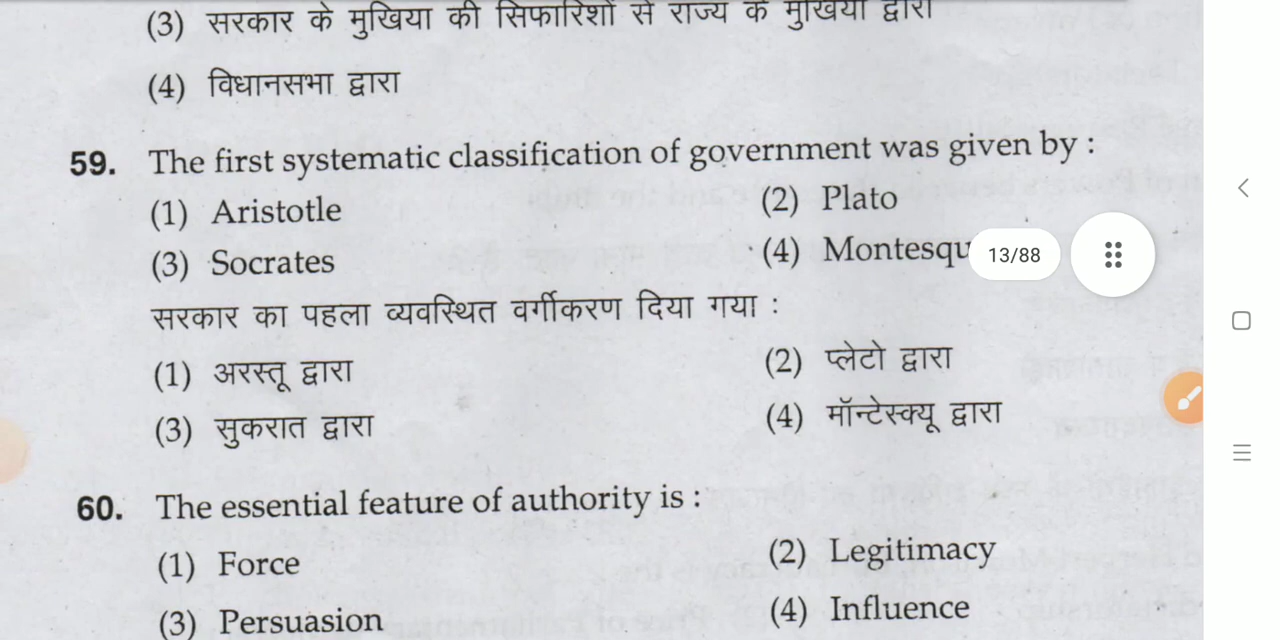 (3) सरकार के मुखिया की सिफारिशों से राज्य के मुखिया द्वारा
(4) विधानसभा द्वारा
59. The first systematic classification of government was given by :
(1) Aristotle (2) Plato
(3) Socrates (4) Montesqu
13/88
सरकार का पहला व्यवस्थित वर्गीकरण दिया गया :
(1) अरस्तू द्वारा (2) प्लेटो द्वारा
(3) सुकरात द्वारा (4) मॉन्टेस्क्यू द्वारा
60. The essential feature of authority is :
(1) Force (2) Legitimacy
(3) Persuasion (4) Influence